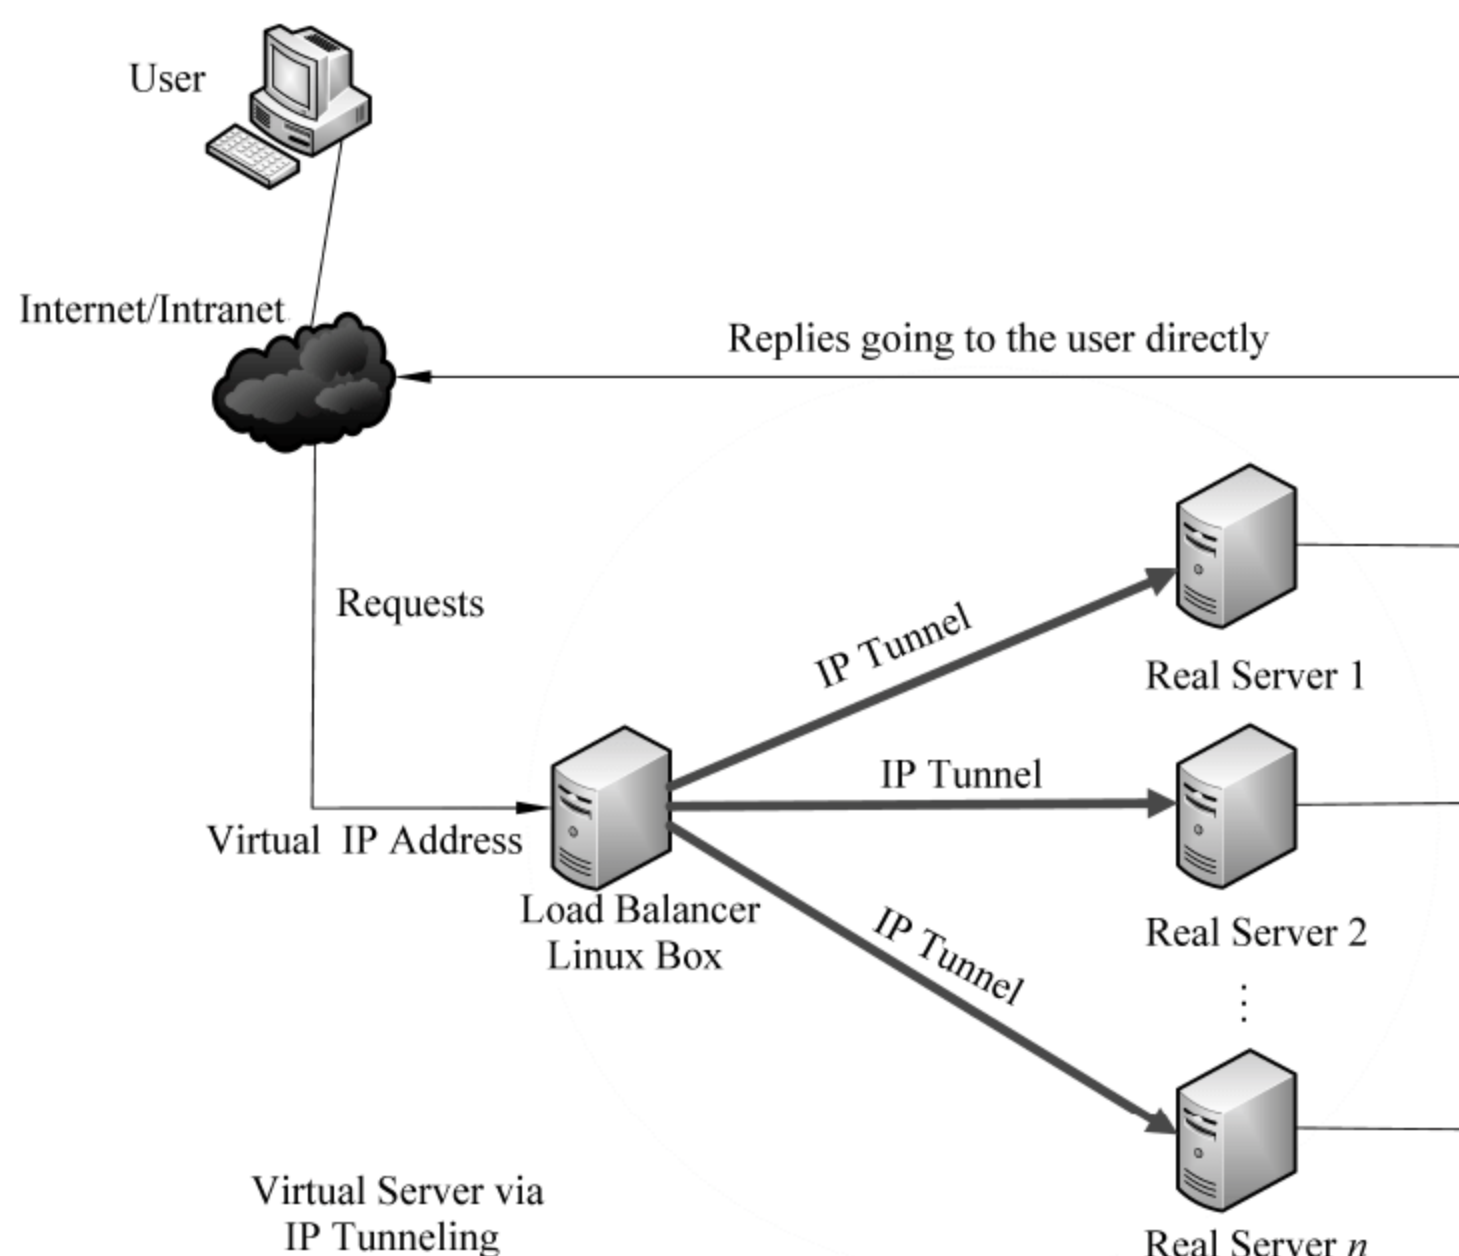 User
Internet/Intranet
Replies going to the user directly
Requests
IP Tunnel
Real Server 1
IP Tunnel
Virtual IP Address
Load Balancer
Linux Box
IP Tunnel
Real Server 2
⋮
Virtual Server via
IP Tunneling
Real Server n